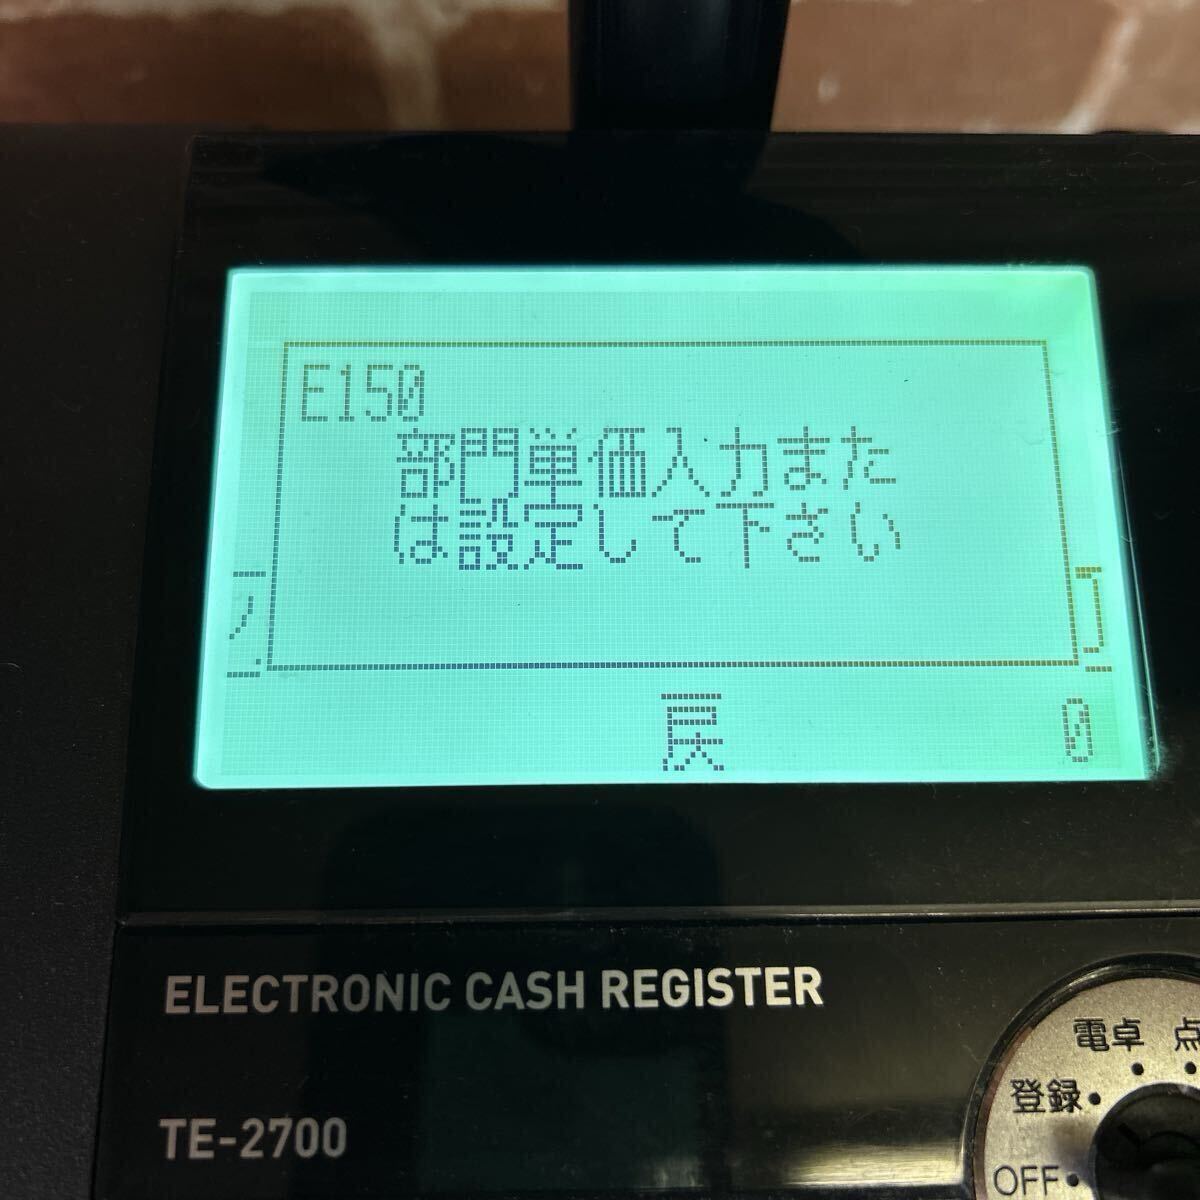 E150
部門単価入力また
は設定して下さい
0
ELECTRONIC CASH REGISTER
TE-2700
電卓
点
登録
OFF